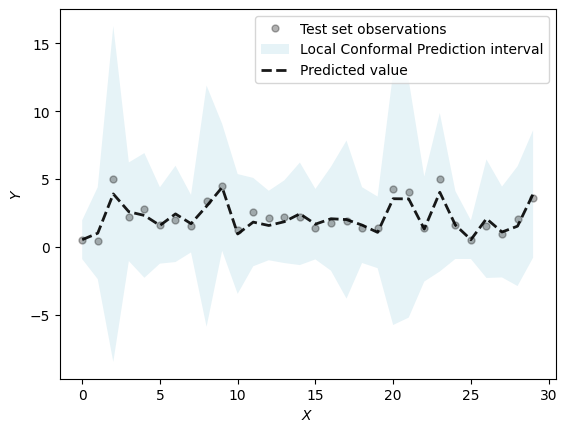 Test set observations
Local Conformal Prediction interval
Predicted value
15
10
5
0
−5
Y
0
5
10
15
20
25
30
X